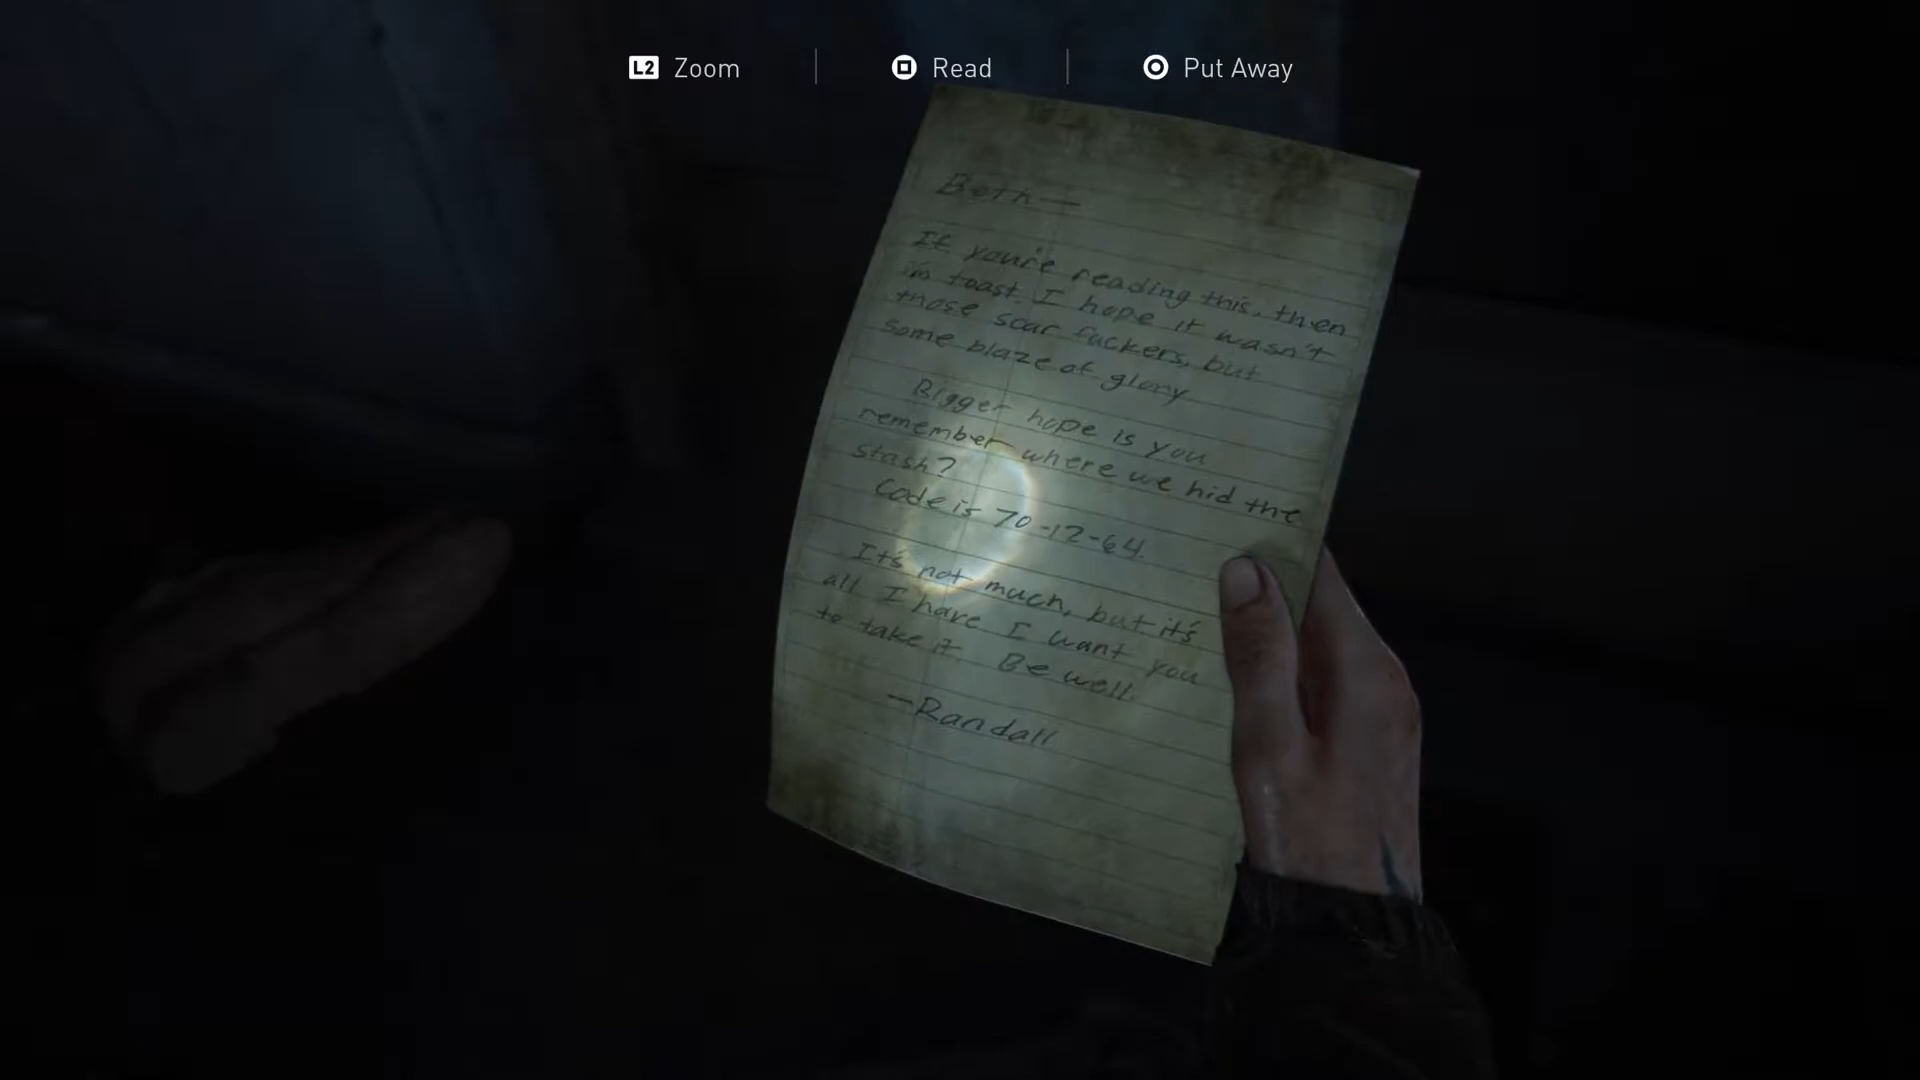 L2 Zoom | Read | Put Away
Beth—
If you're reading this, then
i'm toast. I hope it wasn't
those scar fuckers, but
some blaze of glory
Bigger hope is you
remember where we hid the
stash?
Code is 70-12-64.
It's not much, but it's
all I have I want you
to take it. Be well.
—Randall